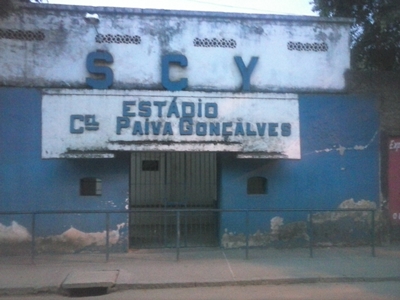 S C Y
ESTÁDIO
Cel PAIVA GONÇALVES